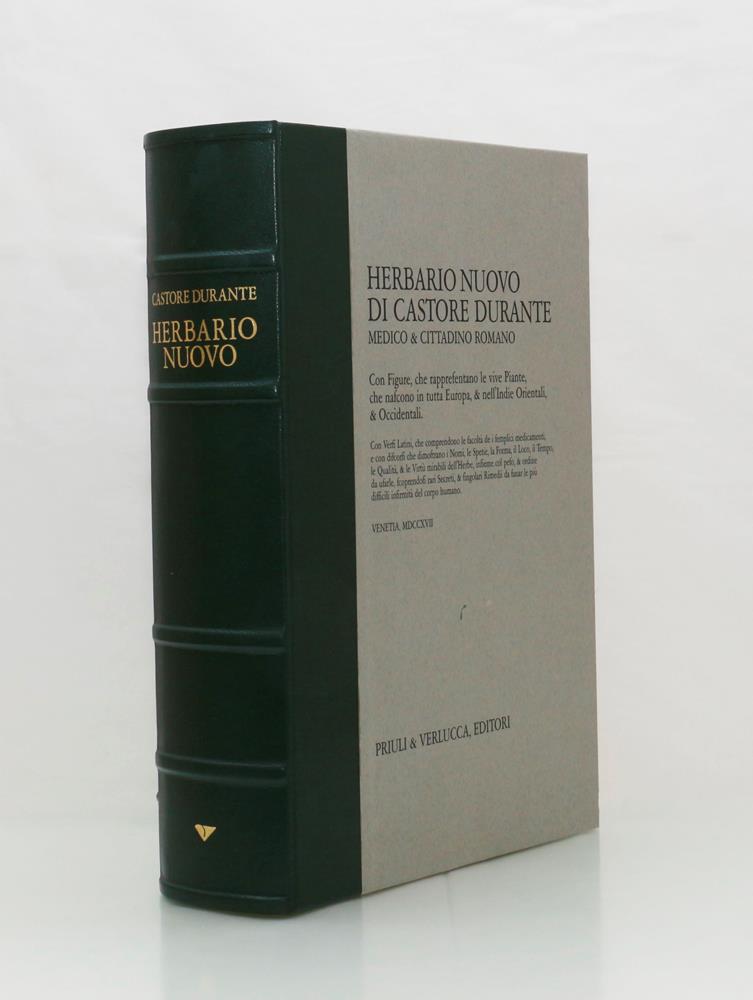 CASTORE DURANTE
HERBARIO
NUOVO
HERBARIO NUOVO
DI CASTORE DURANTE
MEDICO & CITTADINO ROMANO
Con Figure, che rappreſentano le vive Piante,
che naſcono in tutta Europa, & nell'Indie Orientali,
& Occidentali.
Con Verſi Latini, che comprendono le facoltà de i ſemplici medicamenti,
e con diſcorſi che dimoſtrano i Nomi, le Spetie, la Forma, il Loco, il Tempo,
le Qualità, & le Virtù mirabili dell'Herbe, inſieme col peſo, & ordine
da uſarle, ſcoprendoſi rari Secreti, & ſingolari Rimedii da ſanar le più
difficili infirmità del corpo humano.
VENETIA, MDCCXVII
PRIULI & VERLUCCA, EDITORI